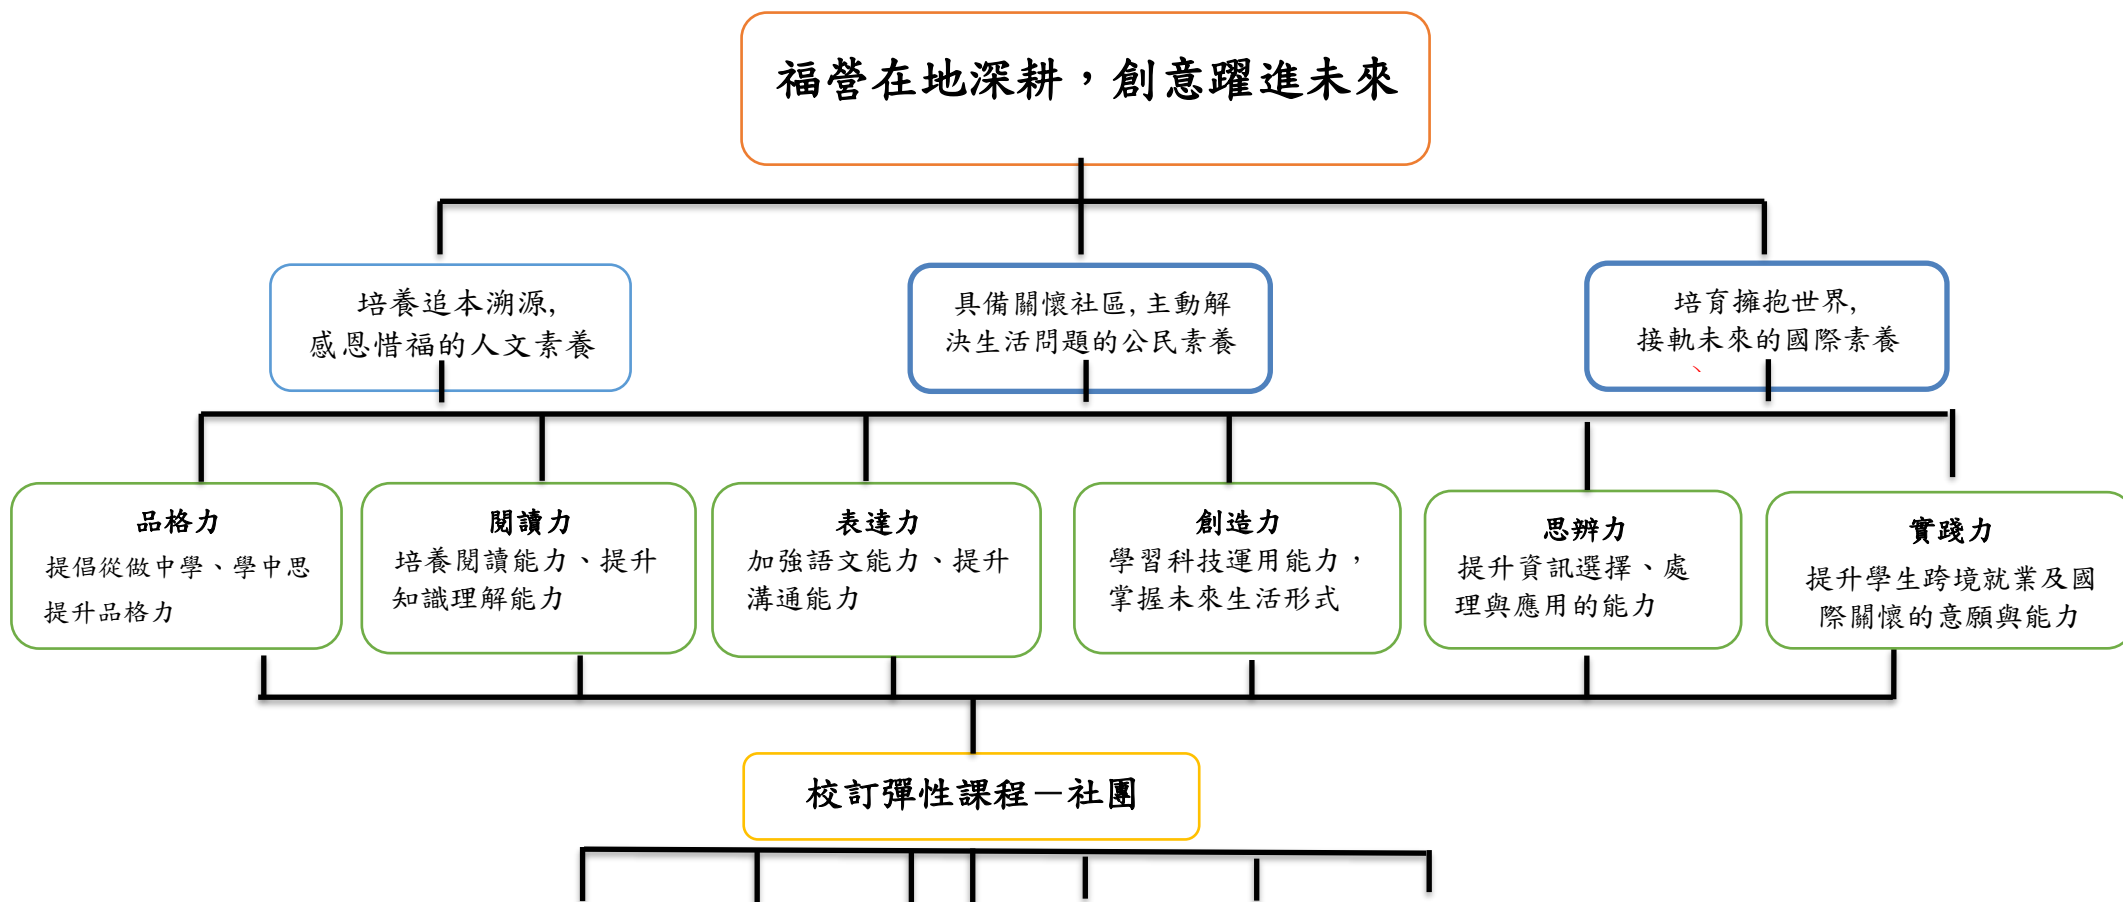 福營在地深耕，創意躍進未來
培養追本溯源,
感恩惜福的人文素養
具備關懷社區,主動解
決生活問題的公民素養
培育擁抱世界,
接軌未來的國際素養
、
品格力
提倡從做中學、學中思
提升品格力
閱讀力
培養閱讀能力、提升
知識理解能力
表達力
加強語文能力、提升
溝通能力
創造力
學習科技運用能力，
掌握未來生活形式
思辨力
提升資訊選擇、處
理與應用的能力
實踐力
提升學生跨境就業及國
際關懷的意願與能力
校訂彈性課程－社團